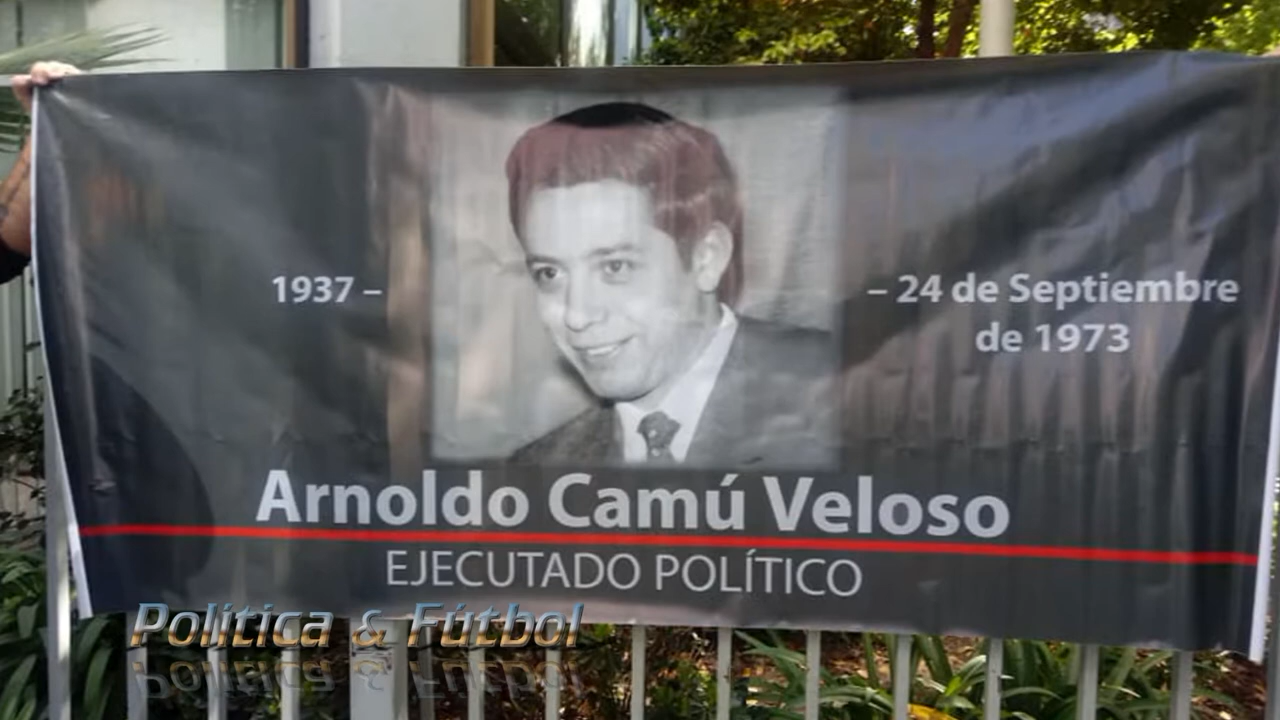 1937 –
– 24 de Septiembre
de 1973
Arnoldo Camú Veloso
EJECUTADO POLÍTICO
Política & Fútbol